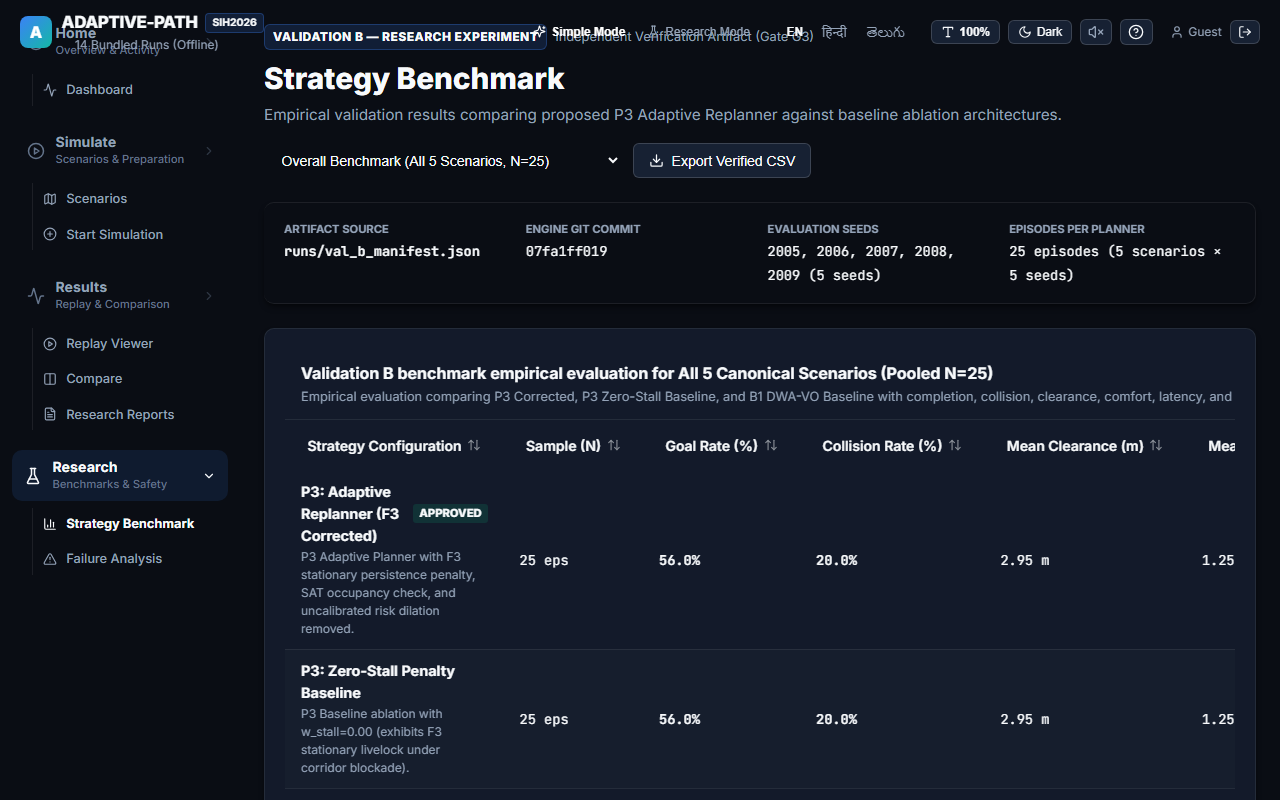 A
ADAPTIVE-PATH
SIH2026
Home
Overview & Activity
14 Bundled Runs (Offline)
VALIDATION B — RESEARCH EXPERIMENT
Independent Verification Artifact (Gate G3)
Simple Mode
Research Mode
EN
हिन्दी
తెలుగు
100%
Dark
Guest
Dashboard
Simulate
Scenarios & Preparation
Scenarios
Start Simulation
Results
Replay & Comparison
Replay Viewer
Compare
Research Reports
Research
Benchmarks & Safety
Strategy Benchmark
Failure Analysis
Strategy Benchmark
Empirical validation results comparing proposed P3 Adaptive Replanner against baseline ablation architectures.
Overall Benchmark (All 5 Scenarios, N=25)
Export Verified CSV
ARTIFACT SOURCE
runs/val_b_manifest.json
ENGINE GIT COMMIT
07fa1ff019
EVALUATION SEEDS
2005, 2006, 2007, 2008,
2009 (5 seeds)
EPISODES PER PLANNER
25 episodes (5 scenarios ×
5 seeds)
Validation B benchmark empirical evaluation for All 5 Canonical Scenarios (Pooled N=25)
Empirical evaluation comparing P3 Corrected, P3 Zero-Stall Baseline, and B1 DWA-VO Baseline with completion, collision, clearance, comfort, latency, and
Strategy Configuration
Sample (N)
Goal Rate (%)
Collision Rate (%)
Mean Clearance (m)
Mea
P3: Adaptive
Replanner (F3
Corrected)
APPROVED
P3 Adaptive Planner with F3
stationary persistence penalty,
SAT occupancy check, and
uncalibrated risk dilation
removed.
25 eps
56.0%
20.0%
2.95 m
1.25
P3: Zero-Stall Penalty
Baseline
P3 Baseline ablation with
w_stall=0.00 (exhibits F3
stationary livelock under
corridor blockade).
25 eps
56.0%
20.0%
2.95 m
1.25